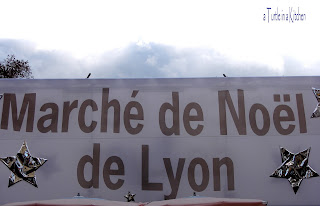 a Turtle in a Kitchen
Marché de Noël
de Lyon